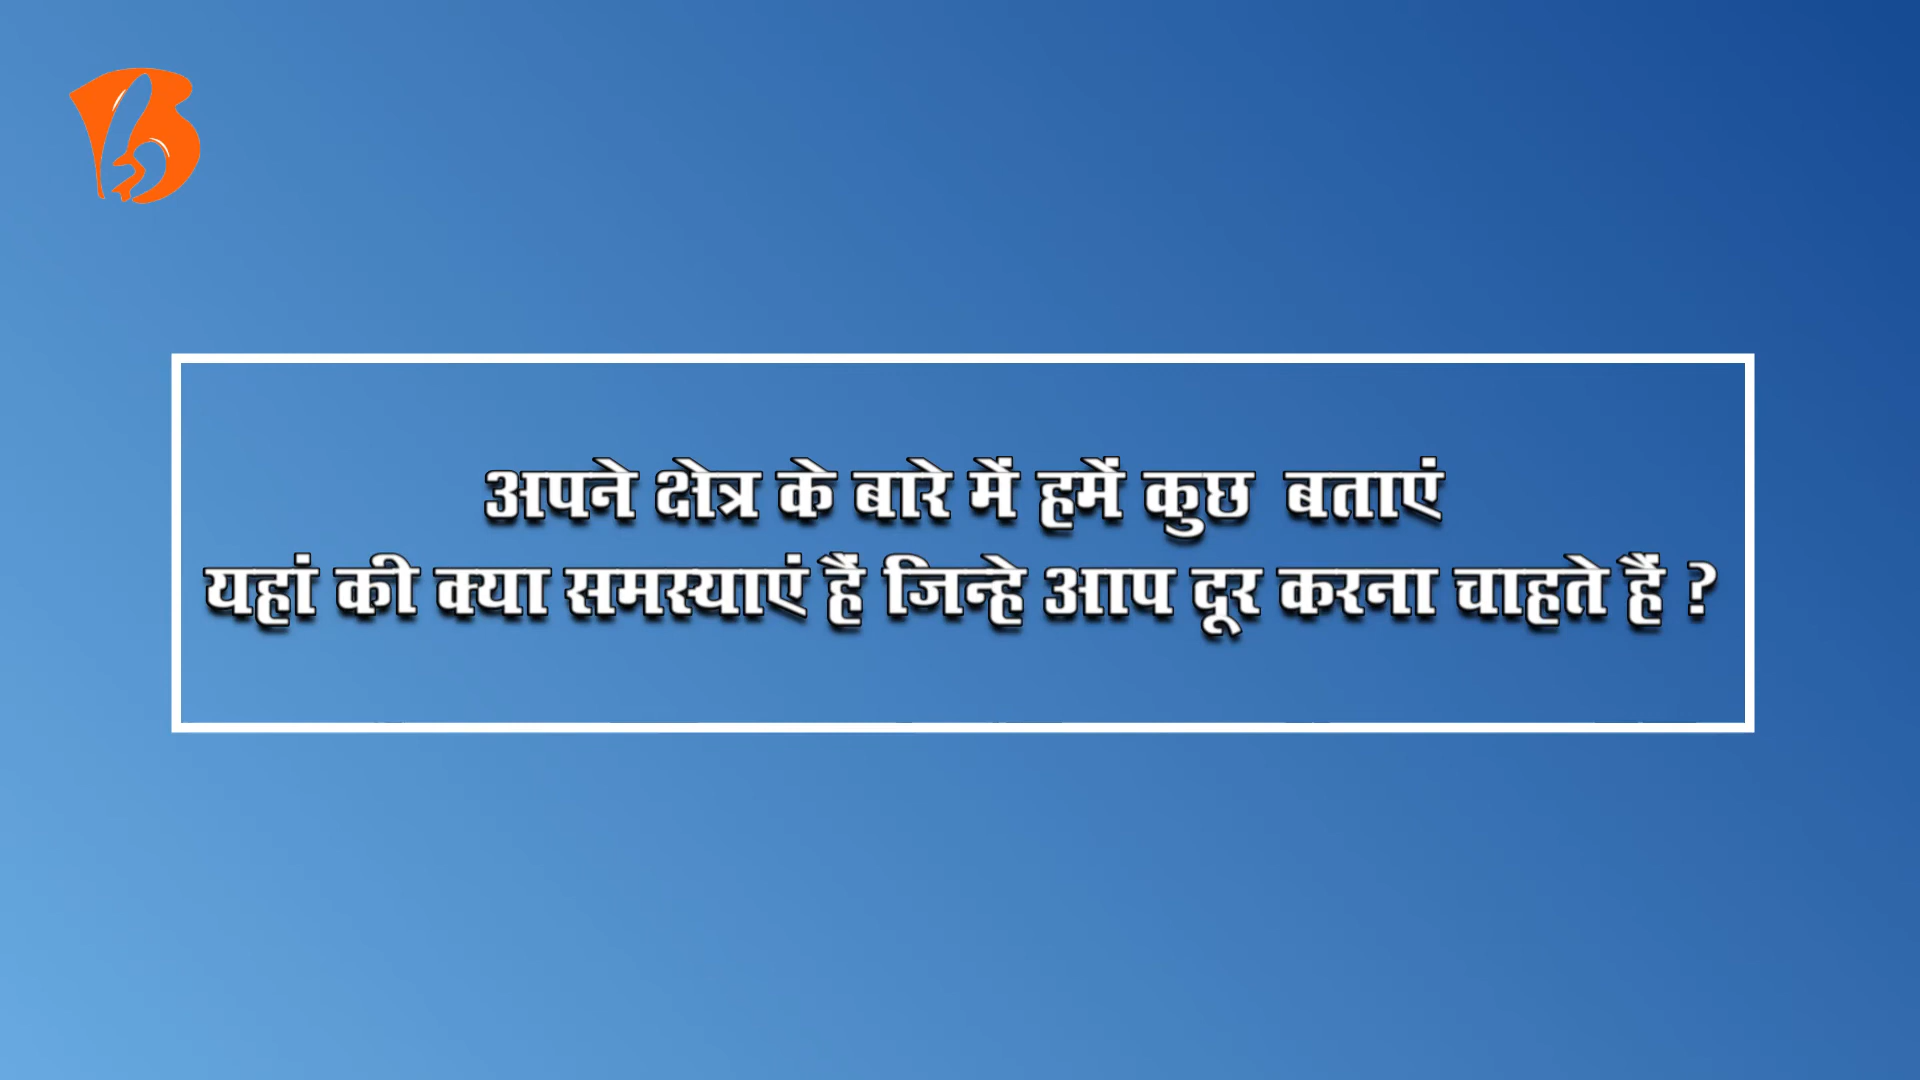 अपने क्षेत्र के बारे में हमें कुछ बताएं
यहां की क्या समस्याएं हैं जिन्हे आप दूर करना चाहते हैं ?